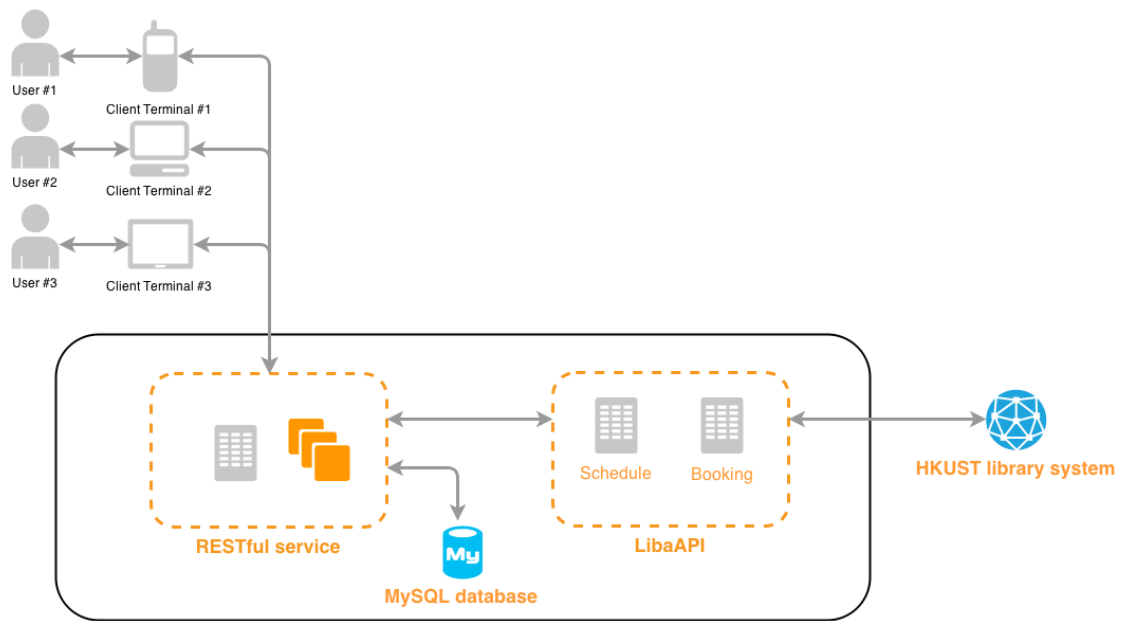 User #1
Client Terminal #1
User #2
Client Terminal #2
User #3
Client Terminal #3
Schedule
Booking
HKUST library system
RESTful service
LibaAPI
My
MySQL database